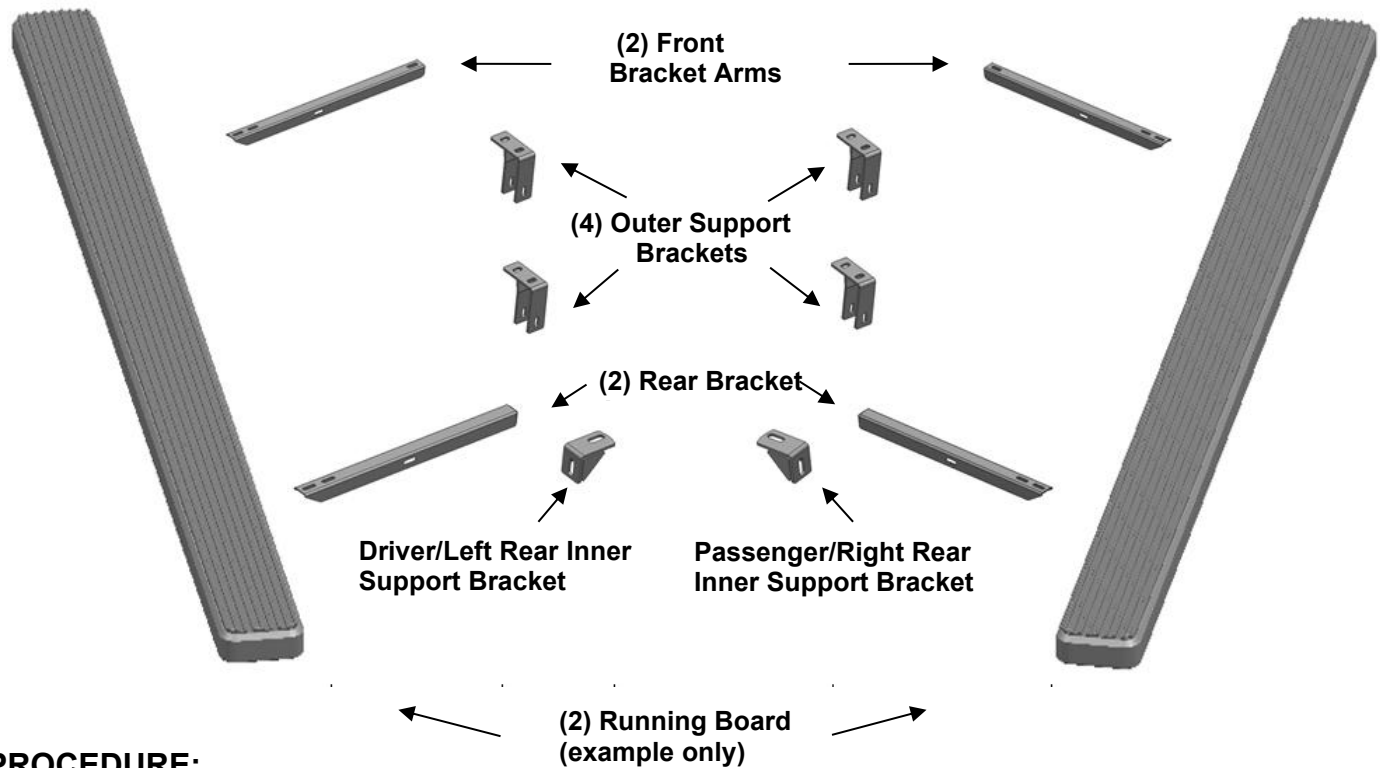 (2) Front
Bracket Arms
(4) Outer Support
Brackets
(2) Rear Bracket
Driver/Left Rear Inner
Support Bracket
Passenger/Right Rear
Inner Support Bracket
(2) Running Board
(example only)
PROCEDURE: